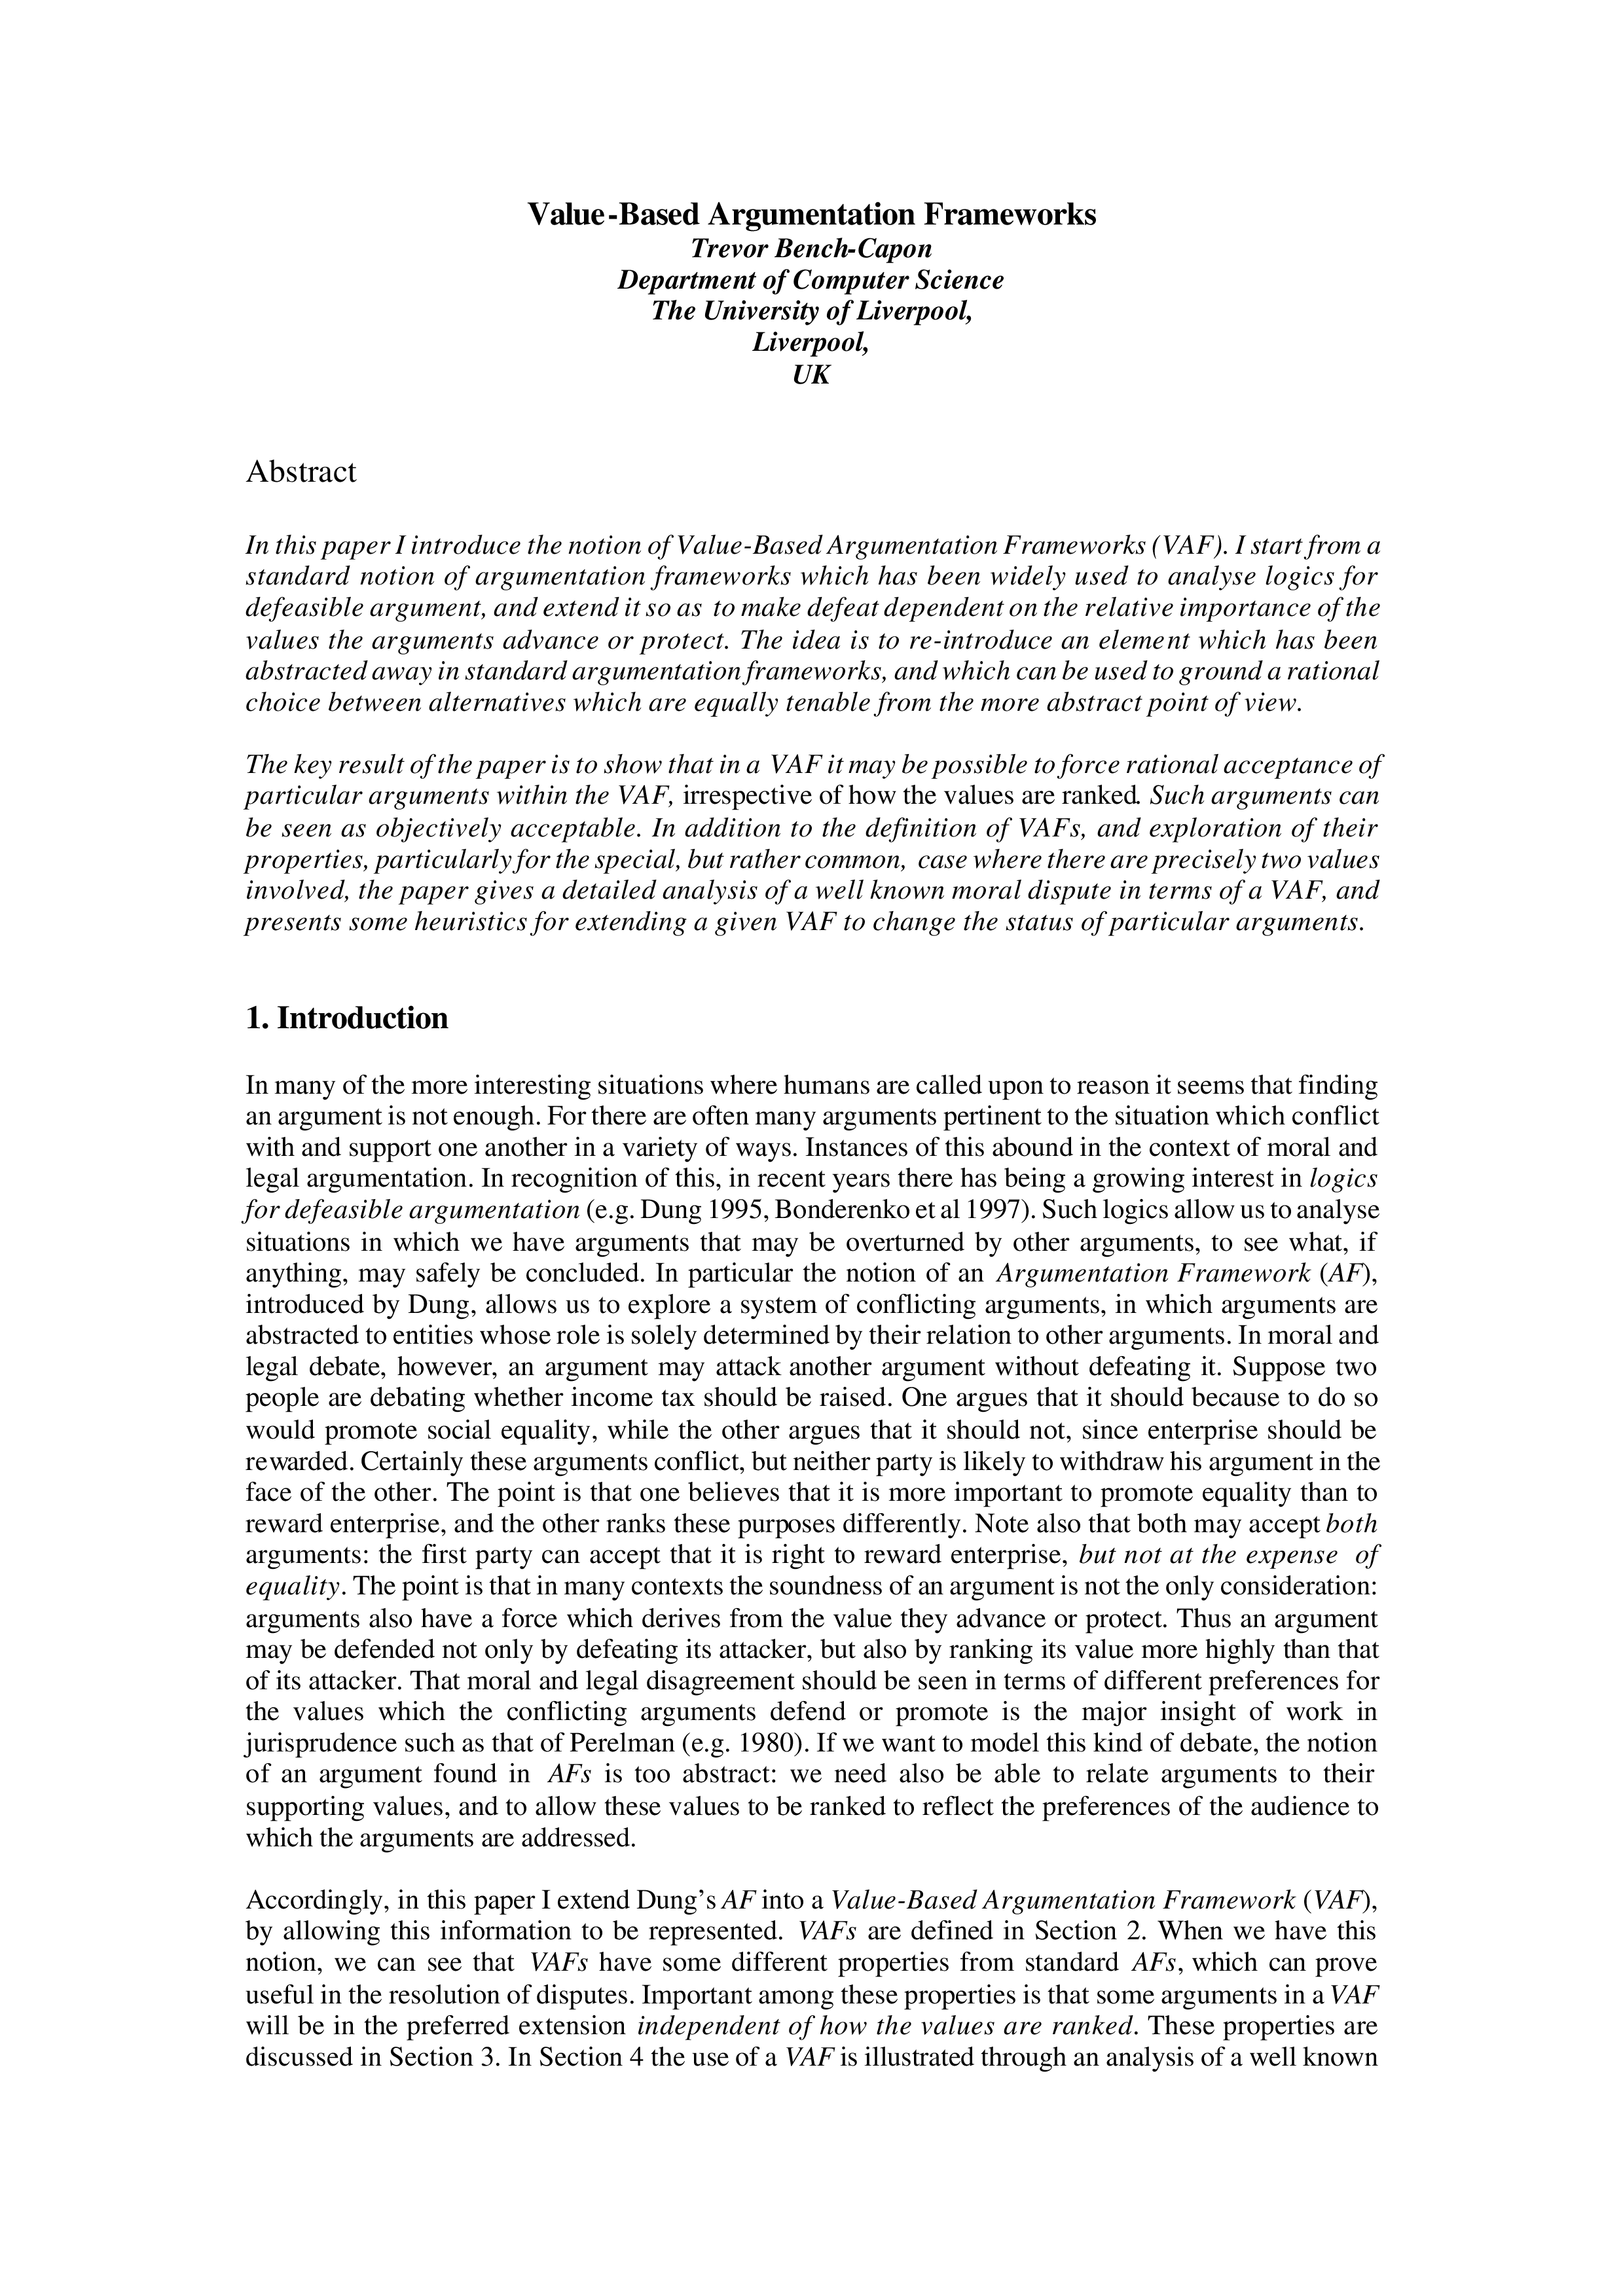 Value-Based Argumentation Frameworks
Trevor Bench-Capon
Department of Computer Science
The University of Liverpool,
Liverpool,
UK
Abstract
In this paper I introduce the notion of Value-Based Argumentation Frameworks (VAF). I start from a
standard notion of argumentation frameworks which has been widely used to analyse logics for
defeasible argument, and extend it so as to make defeat dependent on the relative importance of the
values the arguments advance or protect. The idea is to re-introduce an element which has been
abstracted away in standard argumentation frameworks, and which can be used to ground a rational
choice between alternatives which are equally tenable from the more abstract point of view.
The key result of the paper is to show that in a VAF it may be possible to force rational acceptance of
particular arguments within the VAF, irrespective of how the values are ranked. Such arguments can
be seen as objectively acceptable. In addition to the definition of VAFs, and exploration of their
properties, particularly for the special, but rather common, case where there are precisely two values
involved, the paper gives a detailed analysis of a well known moral dispute in terms of a VAF, and
presents some heuristics for extending a given VAF to change the status of particular arguments.
1. Introduction
In many of the more interesting situations where humans are called upon to reason it seems that finding
an argument is not enough. For there are often many arguments pertinent to the situation which conflict
with and support one another in a variety of ways. Instances of this abound in the context of moral and
legal argumentation. In recognition of this, in recent years there has being a growing interest in logics
for defeasible argumentation (e.g. Dung 1995, Bonderenko et al 1997). Such logics allow us to analyse
situations in which we have arguments that may be overturned by other arguments, to see what, if
anything, may safely be concluded. In particular the notion of an Argumentation Framework (AF),
introduced by Dung, allows us to explore a system of conflicting arguments, in which arguments are
abstracted to entities whose role is solely determined by their relation to other arguments. In moral and
legal debate, however, an argument may attack another argument without defeating it. Suppose two
people are debating whether income tax should be raised. One argues that it should because to do so
would promote social equality, while the other argues that it should not, since enterprise should be
rewarded. Certainly these arguments conflict, but neither party is likely to withdraw his argument in the
face of the other. The point is that one believes that it is more important to promote equality than to
reward enterprise, and the other ranks these purposes differently. Note also that both may accept both
arguments: the first party can accept that it is right to reward enterprise, but not at the expense of
equality. The point is that in many contexts the soundness of an argument is not the only consideration:
arguments also have a force which derives from the value they advance or protect. Thus an argument
may be defended not only by defeating its attacker, but also by ranking its value more highly than that
of its attacker. That moral and legal disagreement should be seen in terms of different preferences for
the values which the conflicting arguments defend or promote is the major insight of work in
jurisprudence such as that of Perelman (e.g. 1980). If we want to model this kind of debate, the notion
of an argument found in AFs is too abstract: we need also be able to relate arguments to their
supporting values, and to allow these values to be ranked to reflect the preferences of the audience to
which the arguments are addressed.
Accordingly, in this paper I extend Dung’s AF into a Value-Based Argumentation Framework (VAF),
by allowing this information to be represented. VAFs are defined in Section 2. When we have this
notion, we can see that VAFs have some different properties from standard AFs, which can prove
useful in the resolution of disputes. Important among these properties is that some arguments in a VAF
will be in the preferred extension independent of how the values are ranked. These properties are
discussed in Section 3. In Section 4 the use of a VAF is illustrated through an analysis of a well known